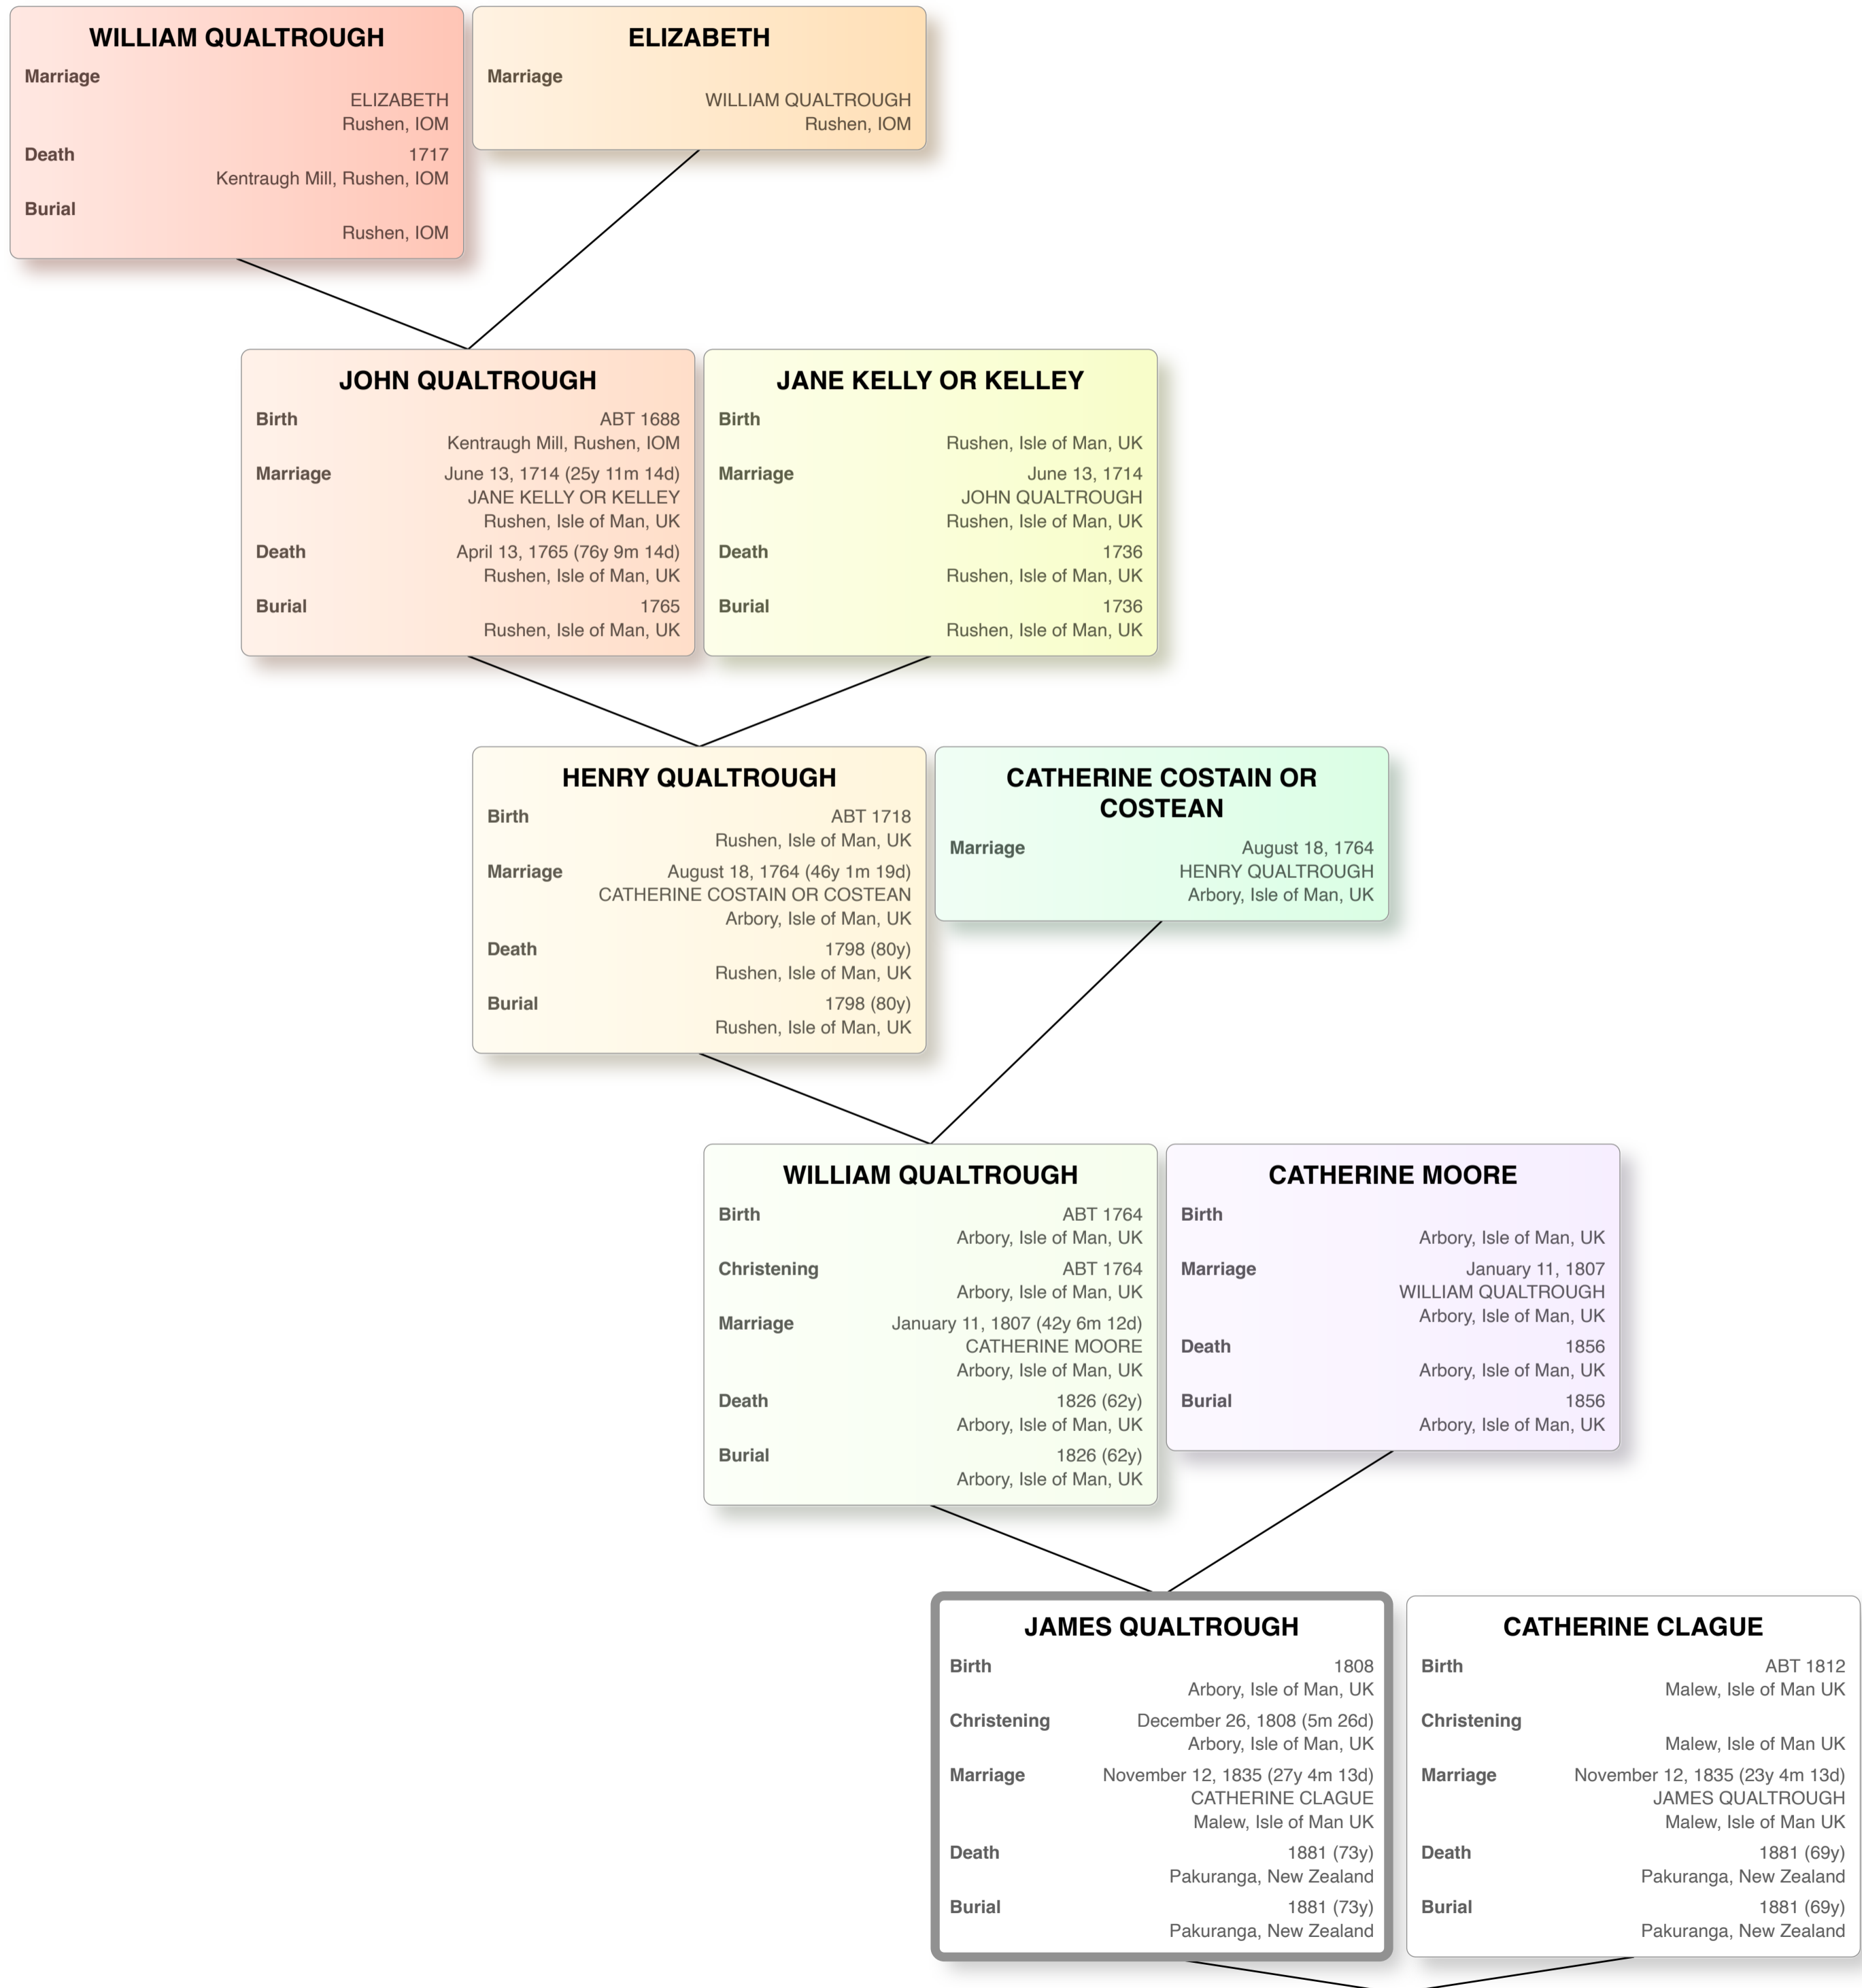 WILLIAM QUALTROUGH
Marriage
ELIZABETH
Rushen, IOM
Death 1717
Kentraugh Mill, Rushen, IOM
Burial
Rushen, IOM
ELIZABETH
Marriage
WILLIAM QUALTROUGH
Rushen, IOM
JOHN QUALTROUGH
Birth ABT 1688
Kentraugh Mill, Rushen, IOM
Marriage June 13, 1714 (25y 11m 14d)
JANE KELLY OR KELLEY
Rushen, Isle of Man, UK
Death April 13, 1765 (76y 9m 14d)
Rushen, Isle of Man, UK
Burial 1765
Rushen, Isle of Man, UK
JANE KELLY OR KELLEY
Birth
Rushen, Isle of Man, UK
Marriage June 13, 1714
JOHN QUALTROUGH
Rushen, Isle of Man, UK
Death 1736
Rushen, Isle of Man, UK
Burial 1736
Rushen, Isle of Man, UK
HENRY QUALTROUGH
Birth ABT 1718
Rushen, Isle of Man, UK
Marriage August 18, 1764 (46y 1m 19d)
CATHERINE COSTAIN OR COSTEAN
Arbory, Isle of Man, UK
Death 1798 (80y)
Rushen, Isle of Man, UK
Burial 1798 (80y)
Rushen, Isle of Man, UK
CATHERINE COSTAIN OR
COSTEAN
Marriage August 18, 1764
HENRY QUALTROUGH
Arbory, Isle of Man, UK
WILLIAM QUALTROUGH
Birth ABT 1764
Arbory, Isle of Man, UK
Christening ABT 1764
Arbory, Isle of Man, UK
Marriage January 11, 1807 (42y 6m 12d)
CATHERINE MOORE
Arbory, Isle of Man, UK
Death 1826 (62y)
Arbory, Isle of Man, UK
Burial 1826 (62y)
Arbory, Isle of Man, UK
CATHERINE MOORE
Birth
Arbory, Isle of Man, UK
Marriage January 11, 1807
WILLIAM QUALTROUGH
Arbory, Isle of Man, UK
Death 1856
Arbory, Isle of Man, UK
Burial 1856
Arbory, Isle of Man, UK
JAMES QUALTROUGH
Birth 1808
Arbory, Isle of Man, UK
Christening December 26, 1808 (5m 26d)
Arbory, Isle of Man, UK
Marriage November 12, 1835 (27y 4m 13d)
CATHERINE CLAGUE
Malew, Isle of Man UK
Death 1881 (73y)
Pakuranga, New Zealand
Burial 1881 (73y)
Pakuranga, New Zealand
CATHERINE CLAGUE
Birth ABT 1812
Malew, Isle of Man UK
Christening
Malew, Isle of Man UK
Marriage November 12, 1835 (23y 4m 13d)
JAMES QUALTROUGH
Malew, Isle of Man UK
Death 1881 (69y)
Pakuranga, New Zealand
Burial 1881 (69y)
Pakuranga, New Zealand